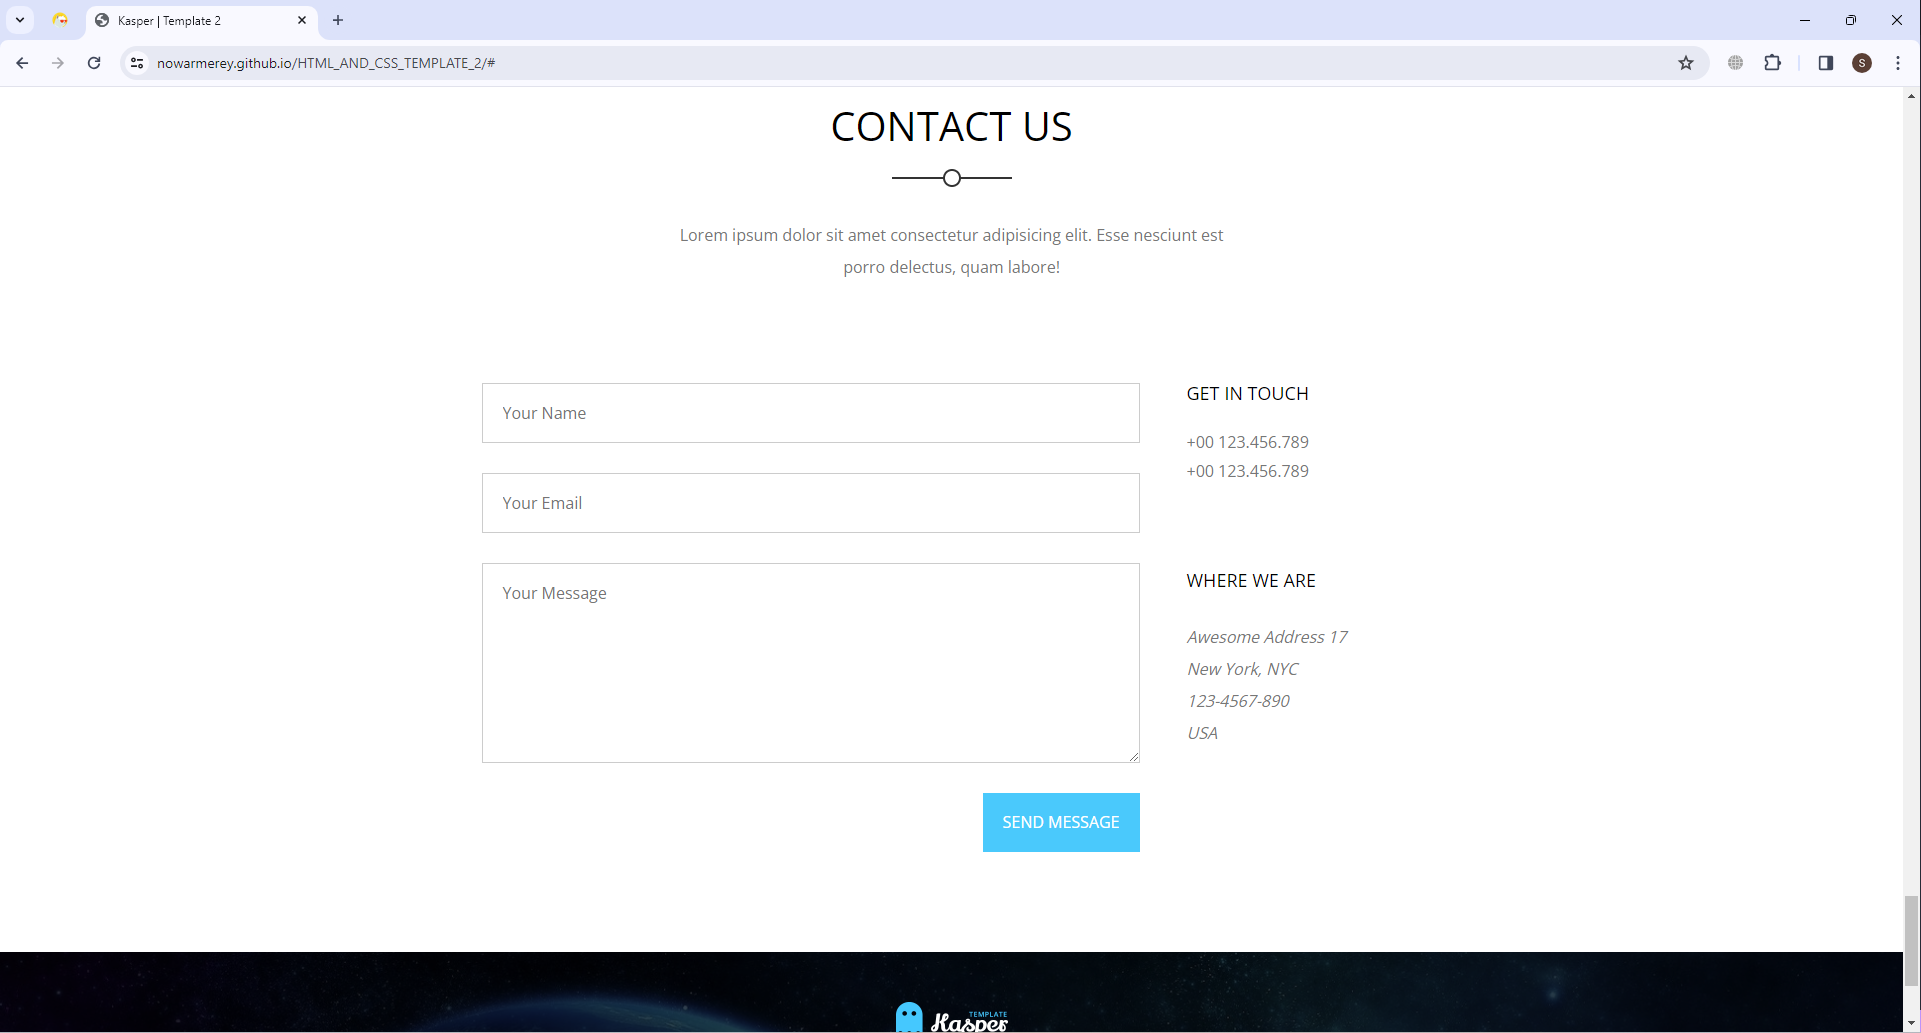 Kasper | Template 2
nowarmerey.github.io/HTML_AND_CSS_TEMPLATE_2/#
S
CONTACT US
Lorem ipsum dolor sit amet consectetur adipisicing elit. Esse nesciunt est
porro delectus, quam labore!
Your Name
Your Email
Your Message
SEND MESSAGE
GET IN TOUCH
+00 123.456.789
+00 123.456.789
WHERE WE ARE
Awesome Address 17
New York, NYC
123-4567-890
USA
TEMPLATE
Kasper